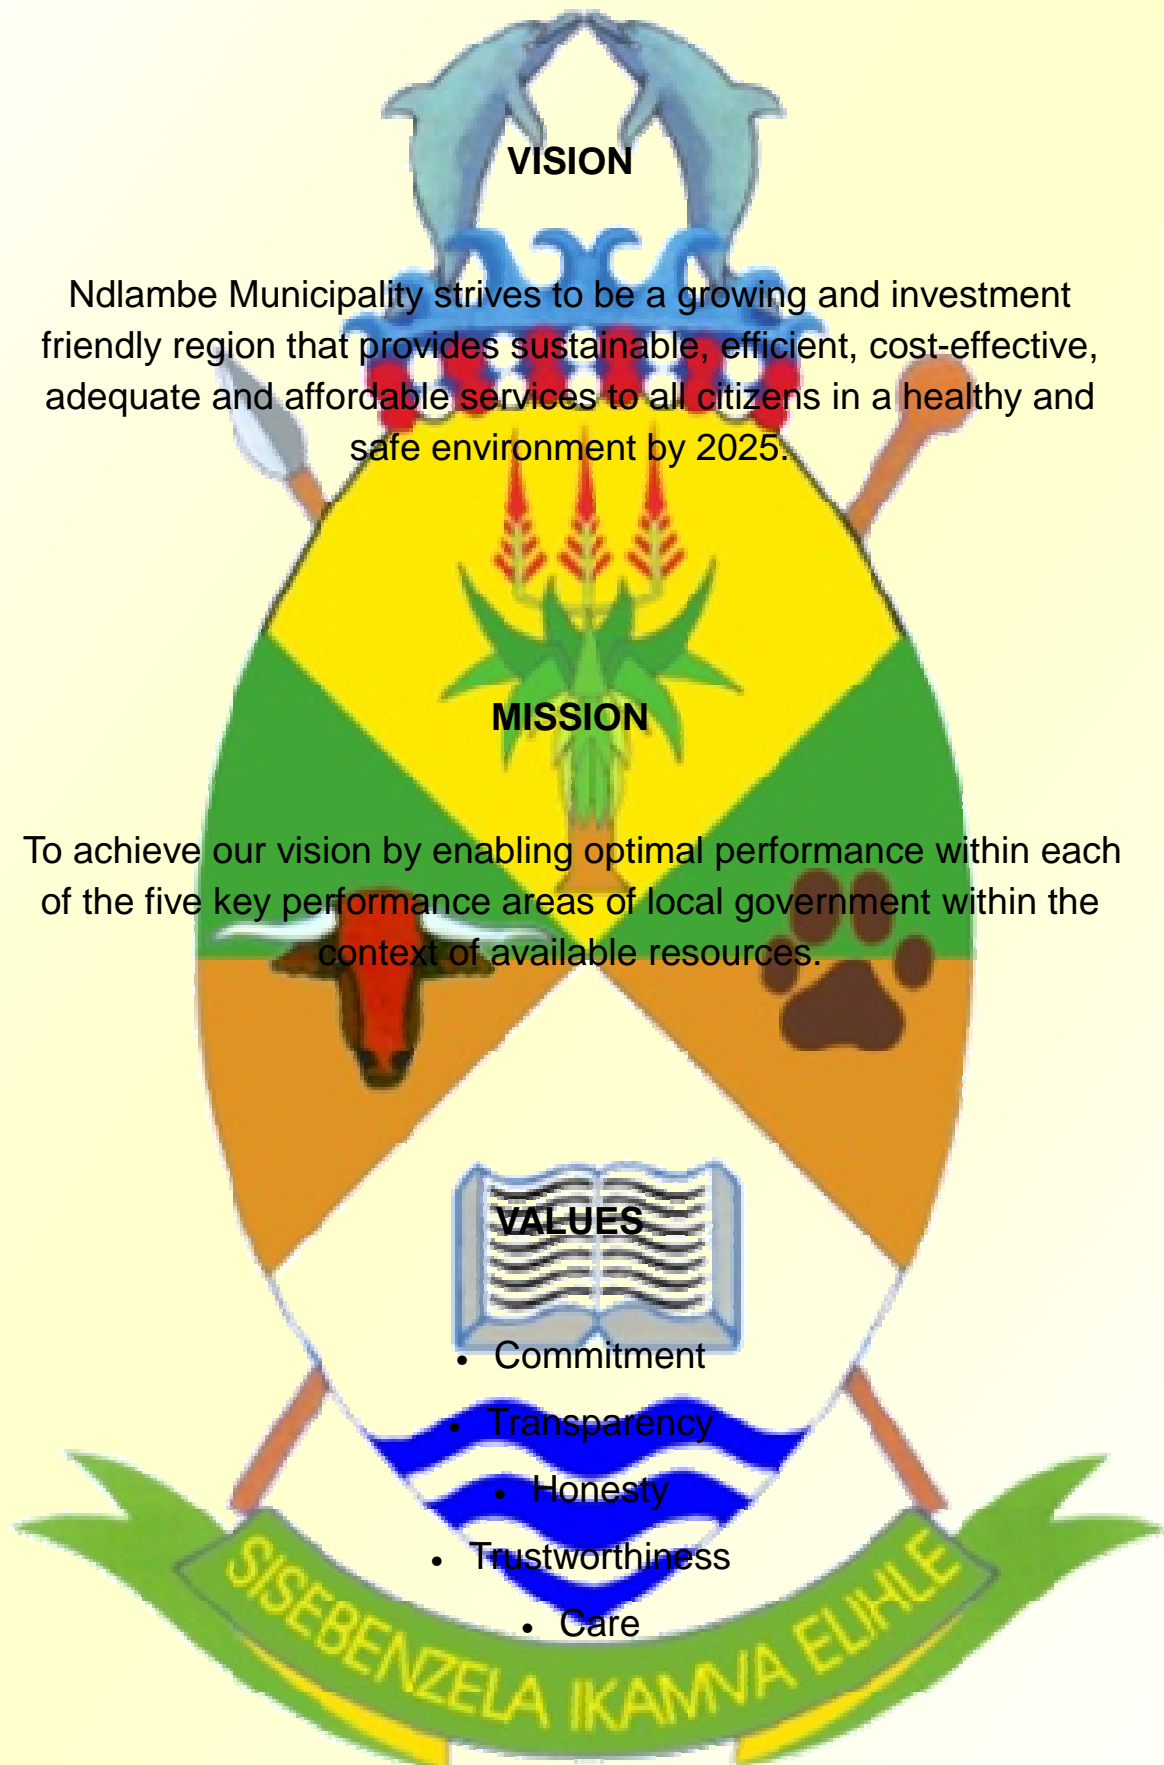 VISION
Ndlambe Municipality strives to be a growing and investment
friendly region that provides sustainable, efficient, cost-effective,
adequate and affordable services to all citizens in a healthy and
safe environment by 2025.
MISSION
To achieve our vision by enabling optimal performance within each
of the five key performance areas of local government within the
context of available resources.
VALUES
• Commitment
• Transparency
• Honesty
• Trustworthiness
• Care
SISEBENZELA IKAMVA ELIHLE